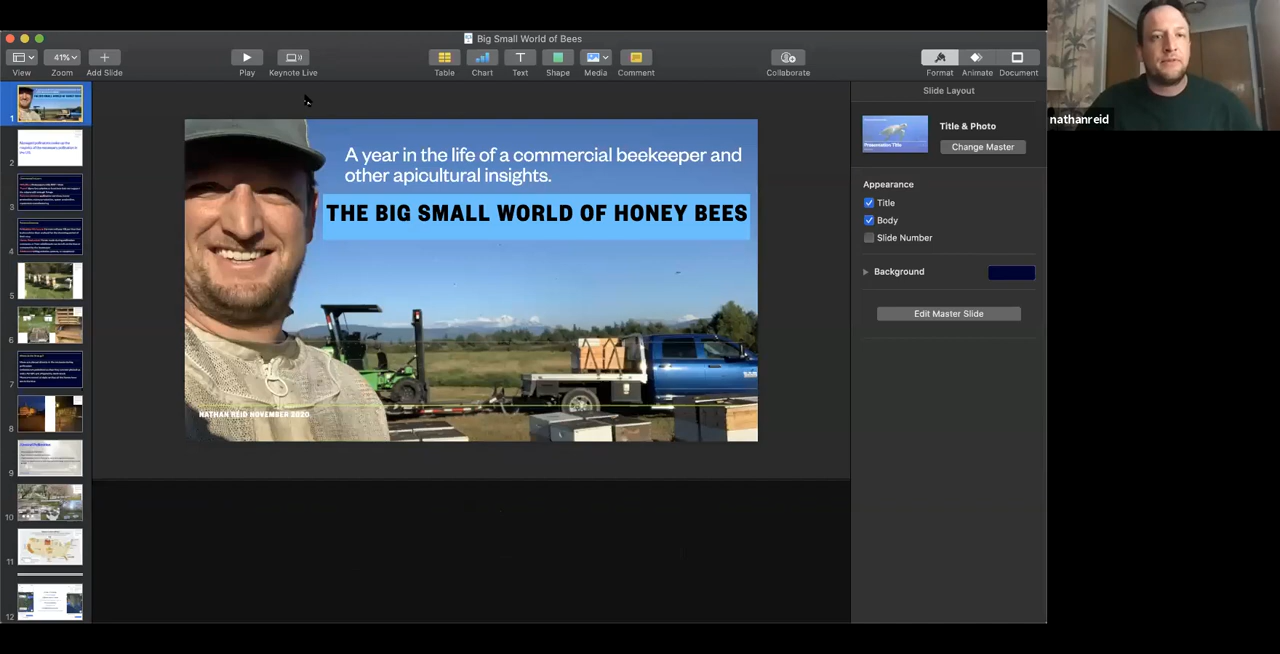 Big Small World of Bees
41%
View
Zoom
Add Slide
Play
Keynote Live
Table
Chart
Text
Shape
Media
Comment
Collaborate
Format
Animate
Document
Slide Layout
Title & Photo
Change Master
Presentation Title
Appearance
Title
Body
Slide Number
Background
Edit Master Slide
nathanreid
A year in the life of a commercial beekeeper and
other apicultural insights.
THE BIG SMALL WORLD OF HONEY BEES
NATHAN REID NOVEMBER 2020
1
2
3
4
5
6
7
8
9
10
11
12